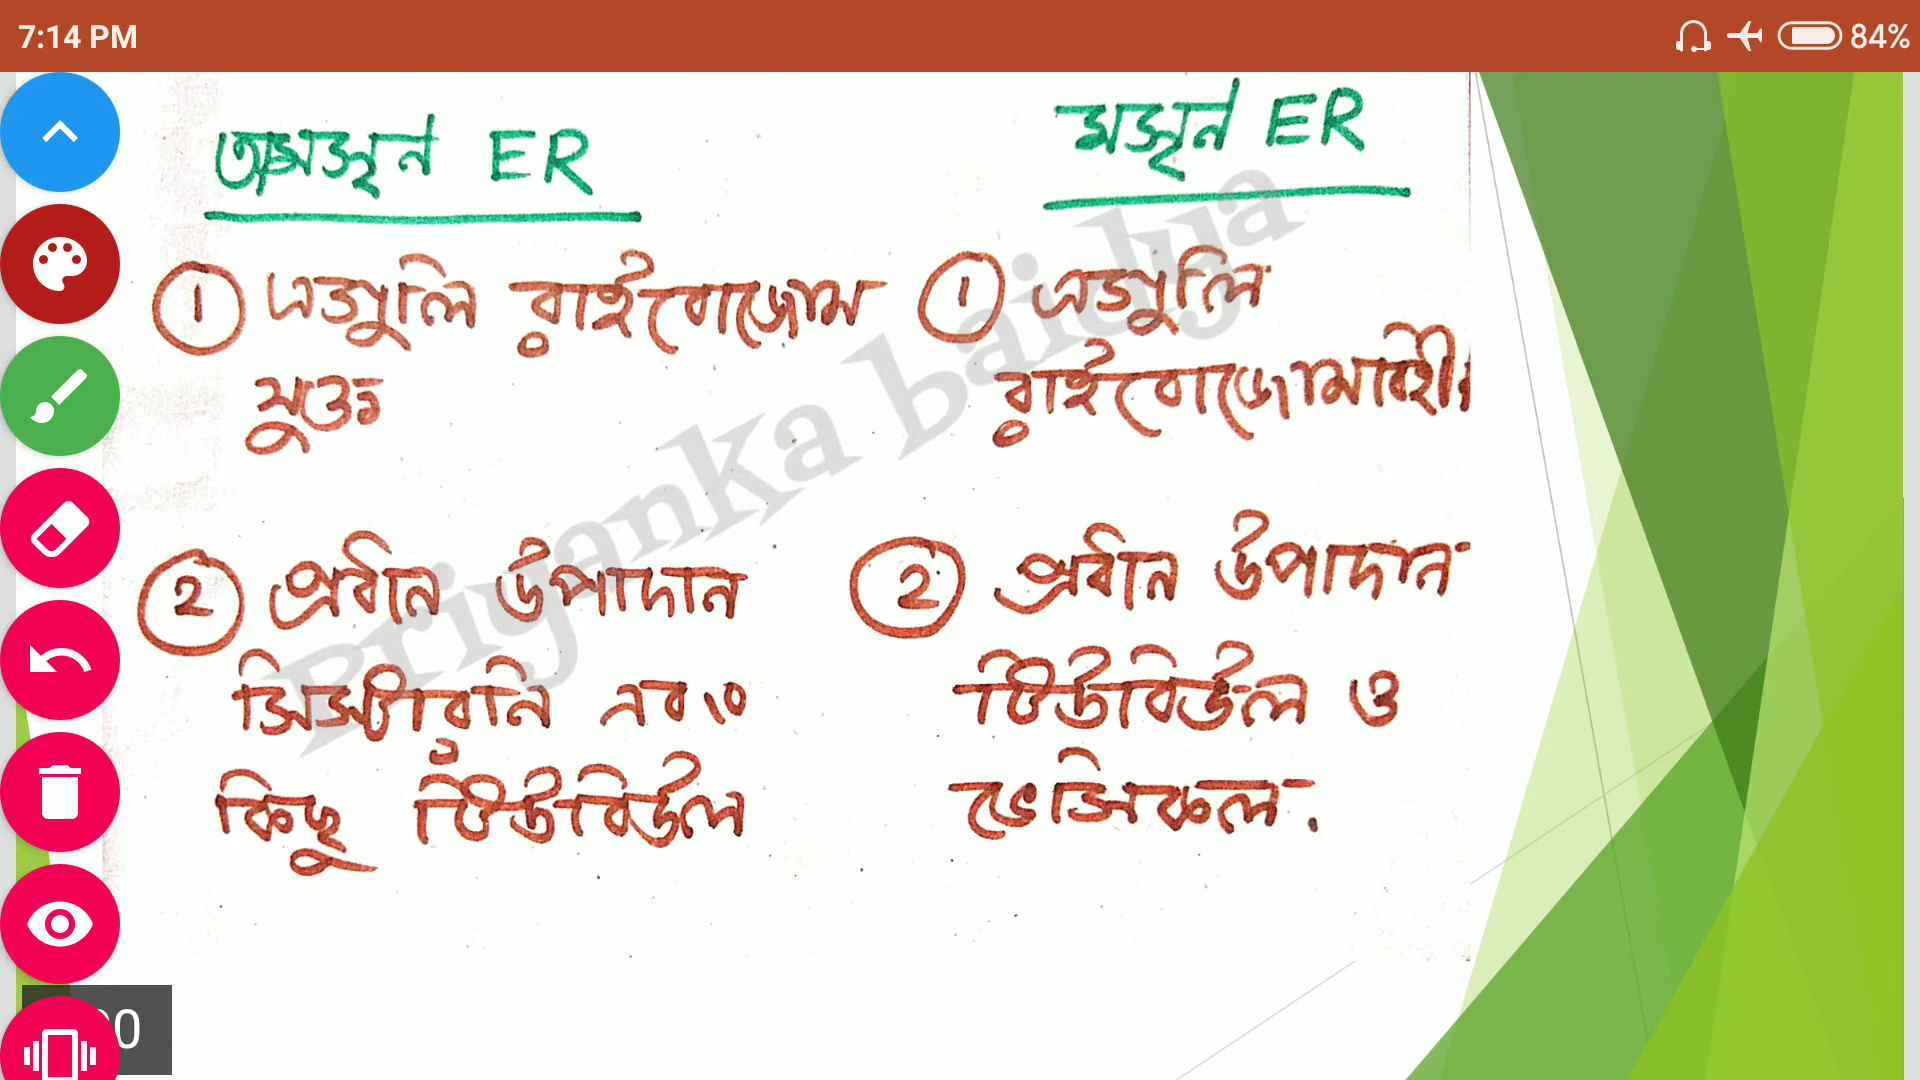 7:14 PM
84%
অমসৃন ER
মসৃন ER
1 এগুলি রাইবোজোম
যুক্ত
1 এগুলি
রাইবোজোমবিহীন
2 প্রধান উপাদান
সিস্টারনি এবং
কিছু টিউবিউল
2 প্রধান উপাদান
টিউবিউল ও
ভেসিকল.
Priyanka baidya